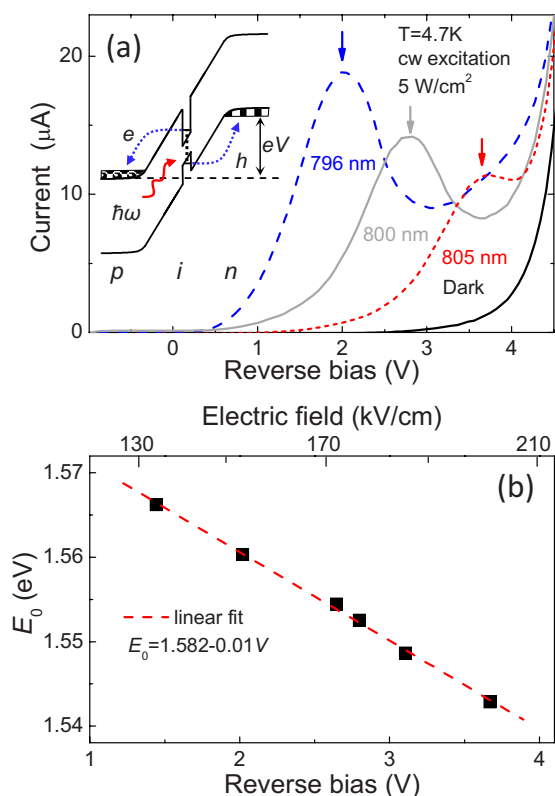 (a)
T=4.7K
cw excitation
5 W/cm²
Current (μA)
20
10
0
e
h
eV
ℏω
p i n
796 nm
800 nm
805 nm
Dark
0 1 2 3 4
Reverse bias (V)
Electric field (kV/cm)
130 170 210
(b)
E₀ (eV)
1.57
1.56
1.55
1.54
linear fit
E₀=1.582-0.01V
1 2 3 4
Reverse bias (V)